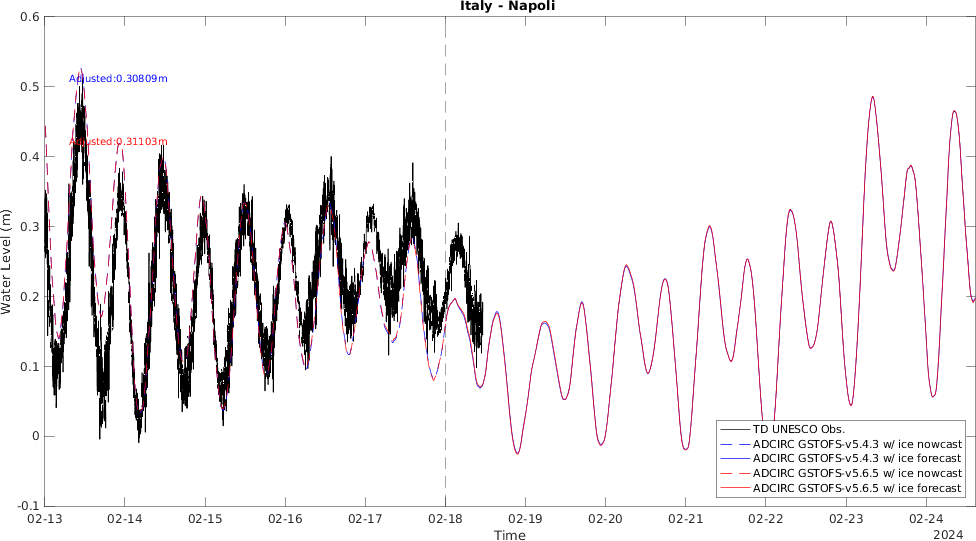 Italy - Napoli
0.6
0.5
0.4
0.3
0.2
0.1
0
-0.1
Water Level (m)
Adjusted:0.30809m
Adjusted:0.31103m
TD UNESCO Obs.
ADCIRC GSTOFS-v5.4.3 w/ ice nowcast
ADCIRC GSTOFS-v5.4.3 w/ ice forecast
ADCIRC GSTOFS-v5.6.5 w/ ice nowcast
ADCIRC GSTOFS-v5.6.5 w/ ice forecast
02-13 02-14 02-15 02-16 02-17 02-18 02-19 02-20 02-21 02-22 02-23 02-24
Time
2024